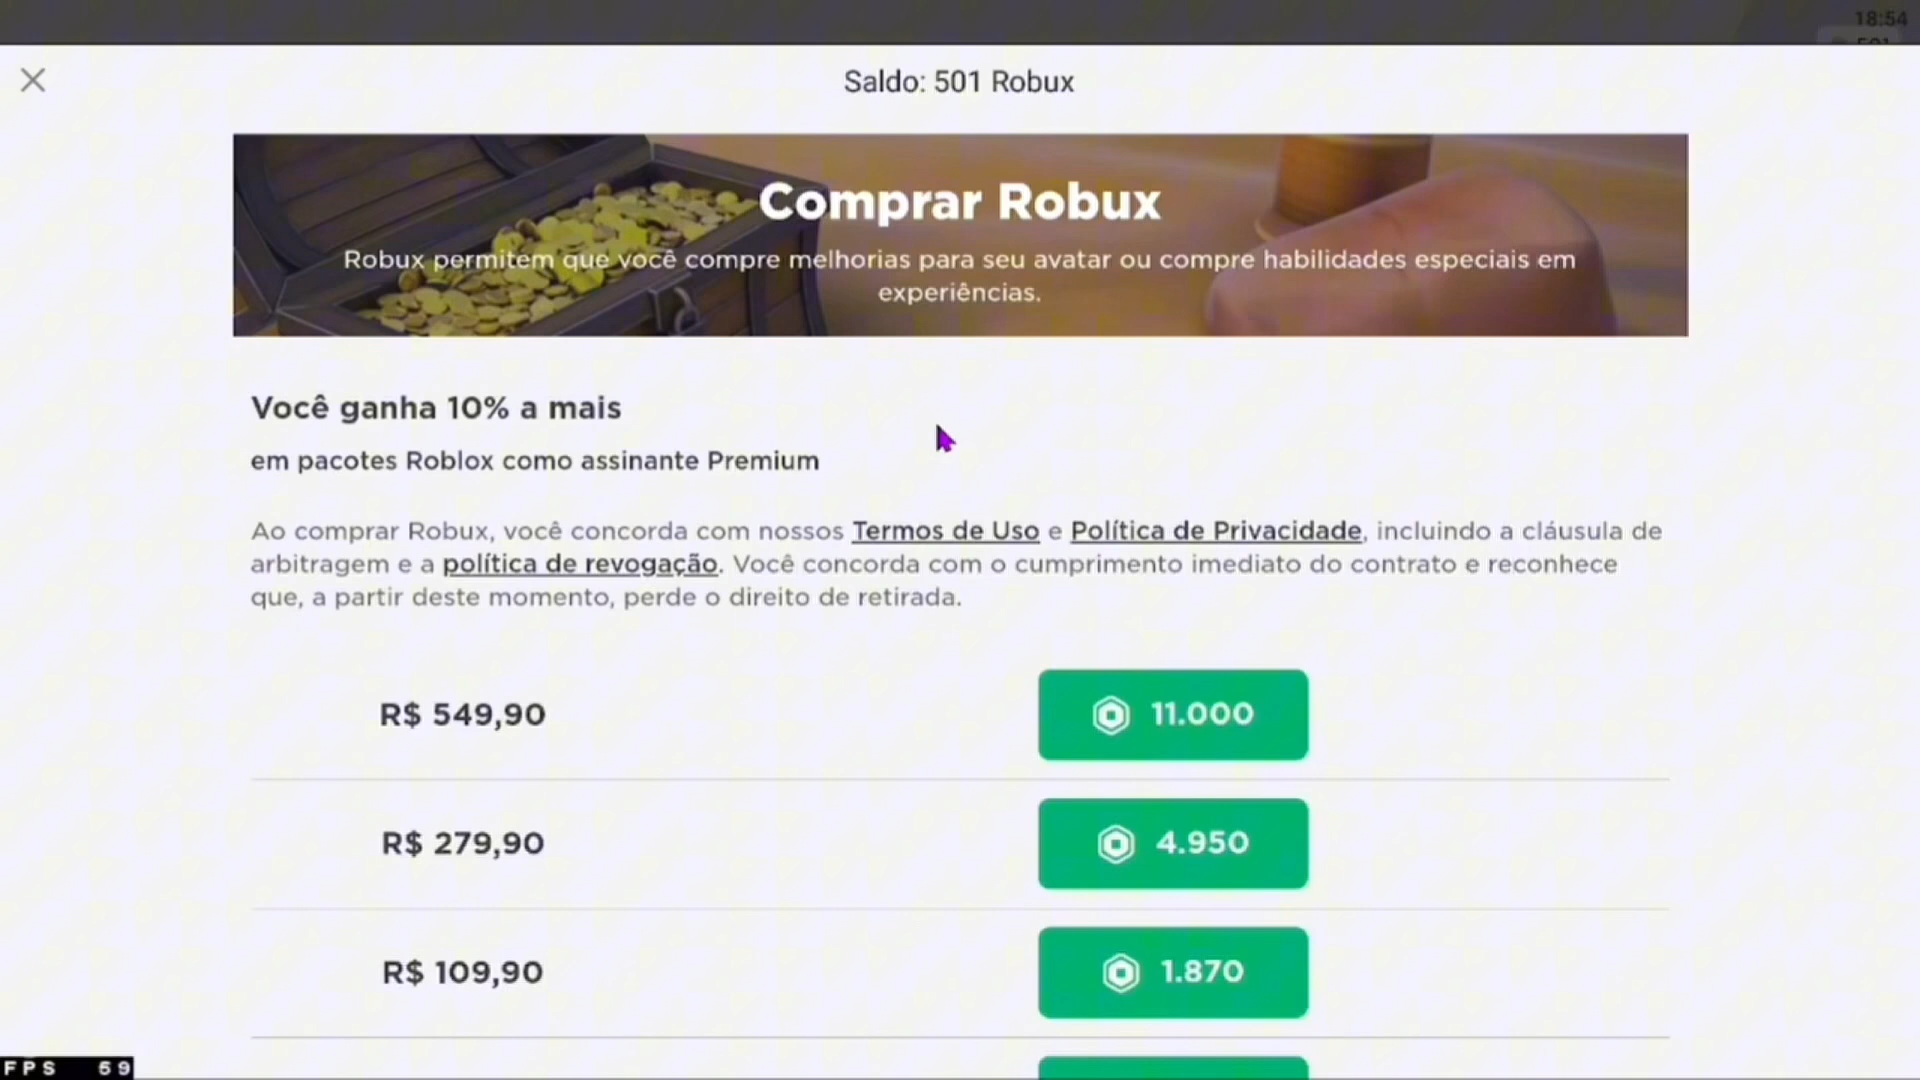 18:54
Saldo: 501 Robux
Comprar Robux
Robux permitem que você compre melhorias para seu avatar ou compre habilidades especiais em
experiências.
Você ganha 10% a mais
em pacotes Roblox como assinante Premium
Ao comprar Robux, você concorda com nossos Termos de Uso e Política de Privacidade, incluindo a cláusula de
arbitragem e a política de revogação. Você concorda com o cumprimento imediato do contrato e reconhece
que, a partir deste momento, perde o direito de retirada.
R$ 549,90 11.000
R$ 279,90 4.950
R$ 109,90 1.870
FPS 69